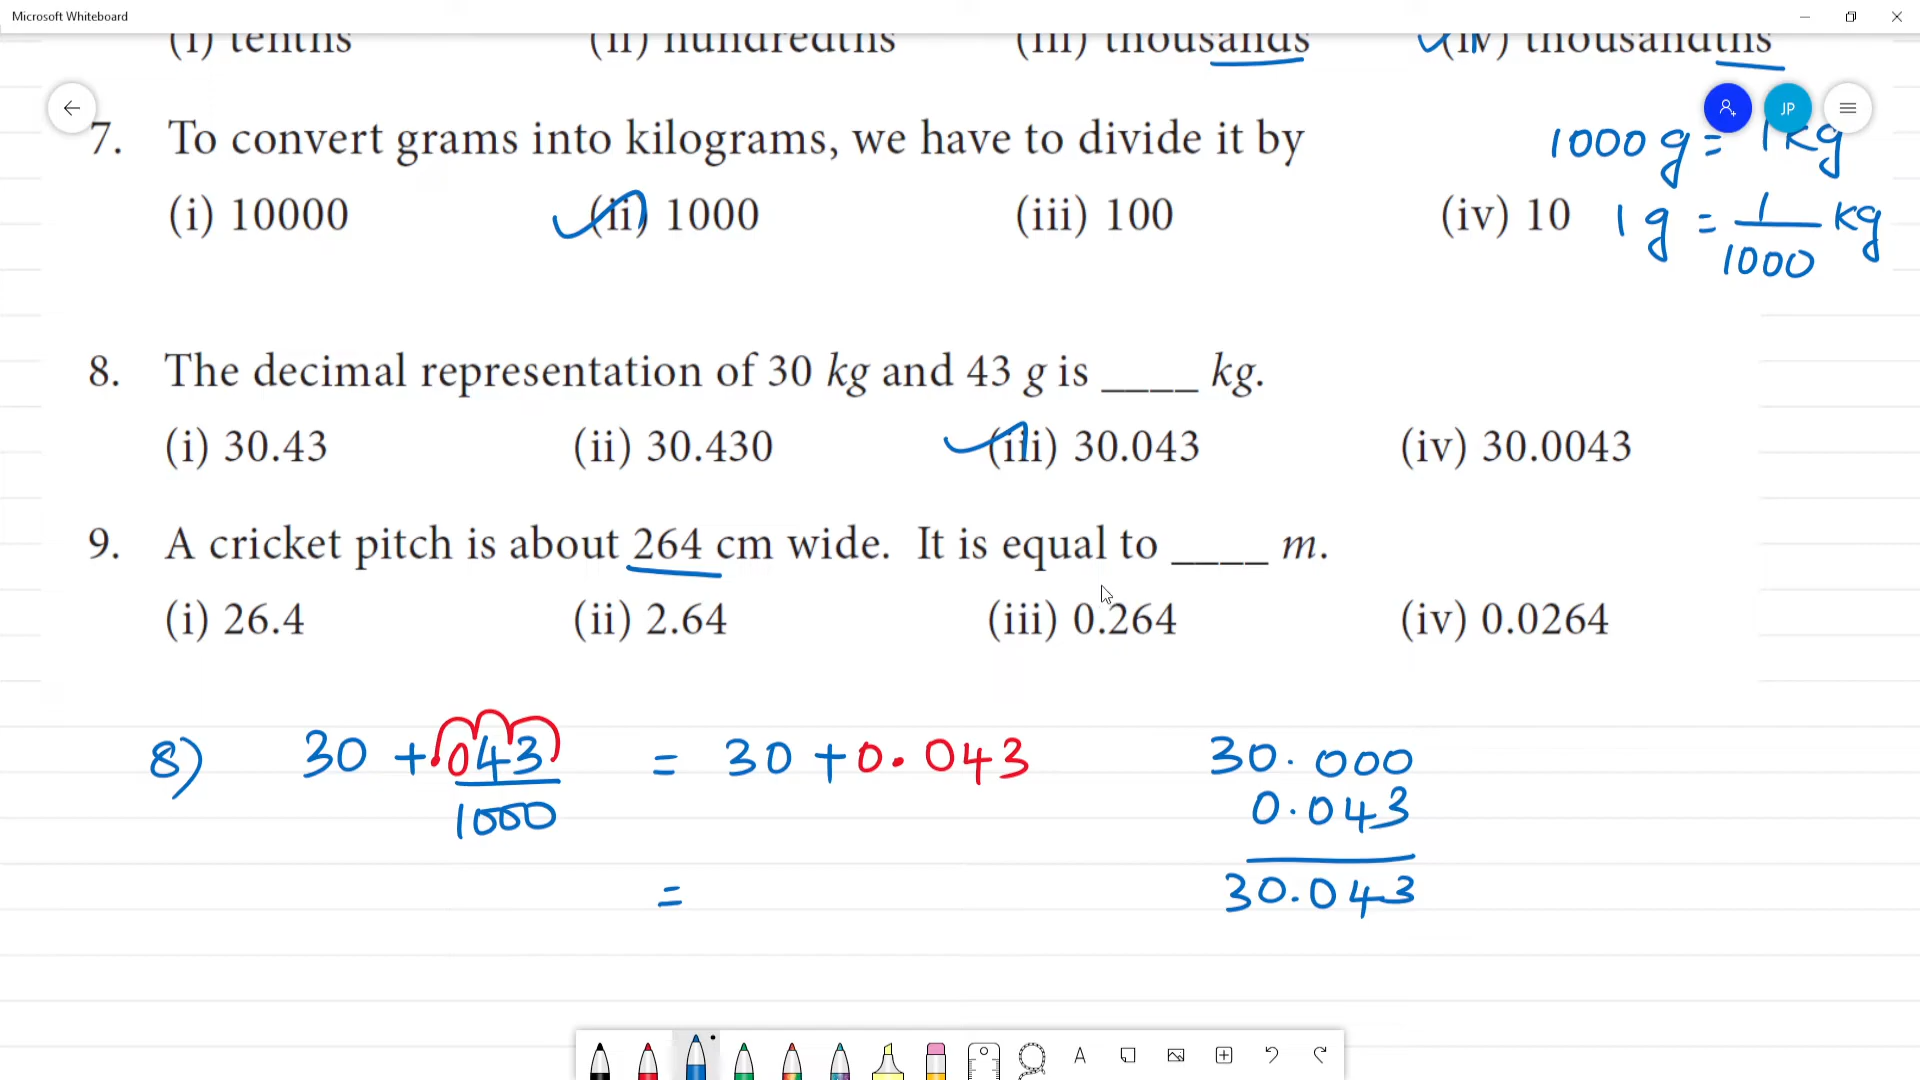 Microsoft Whiteboard
(i) tenths (ii) hundredths (iii) thousands (iv) thousandths
7. To convert grams into kilograms, we have to divide it by
JP
1000 g = 1 kg
(i) 10000 (ii) 1000 (iii) 100 (iv) 10
1 g = 1/1000 kg
8. The decimal representation of 30 kg and 43 g is ____ kg.
(i) 30.43 (ii) 30.430 (iii) 30.043 (iv) 30.0043
9. A cricket pitch is about 264 cm wide. It is equal to ____ m.
(i) 26.4 (ii) 2.64 (iii) 0.264 (iv) 0.0264
8) 30 + .043/1000 = 30 + 0.043
=
30.000
0.043
30.043